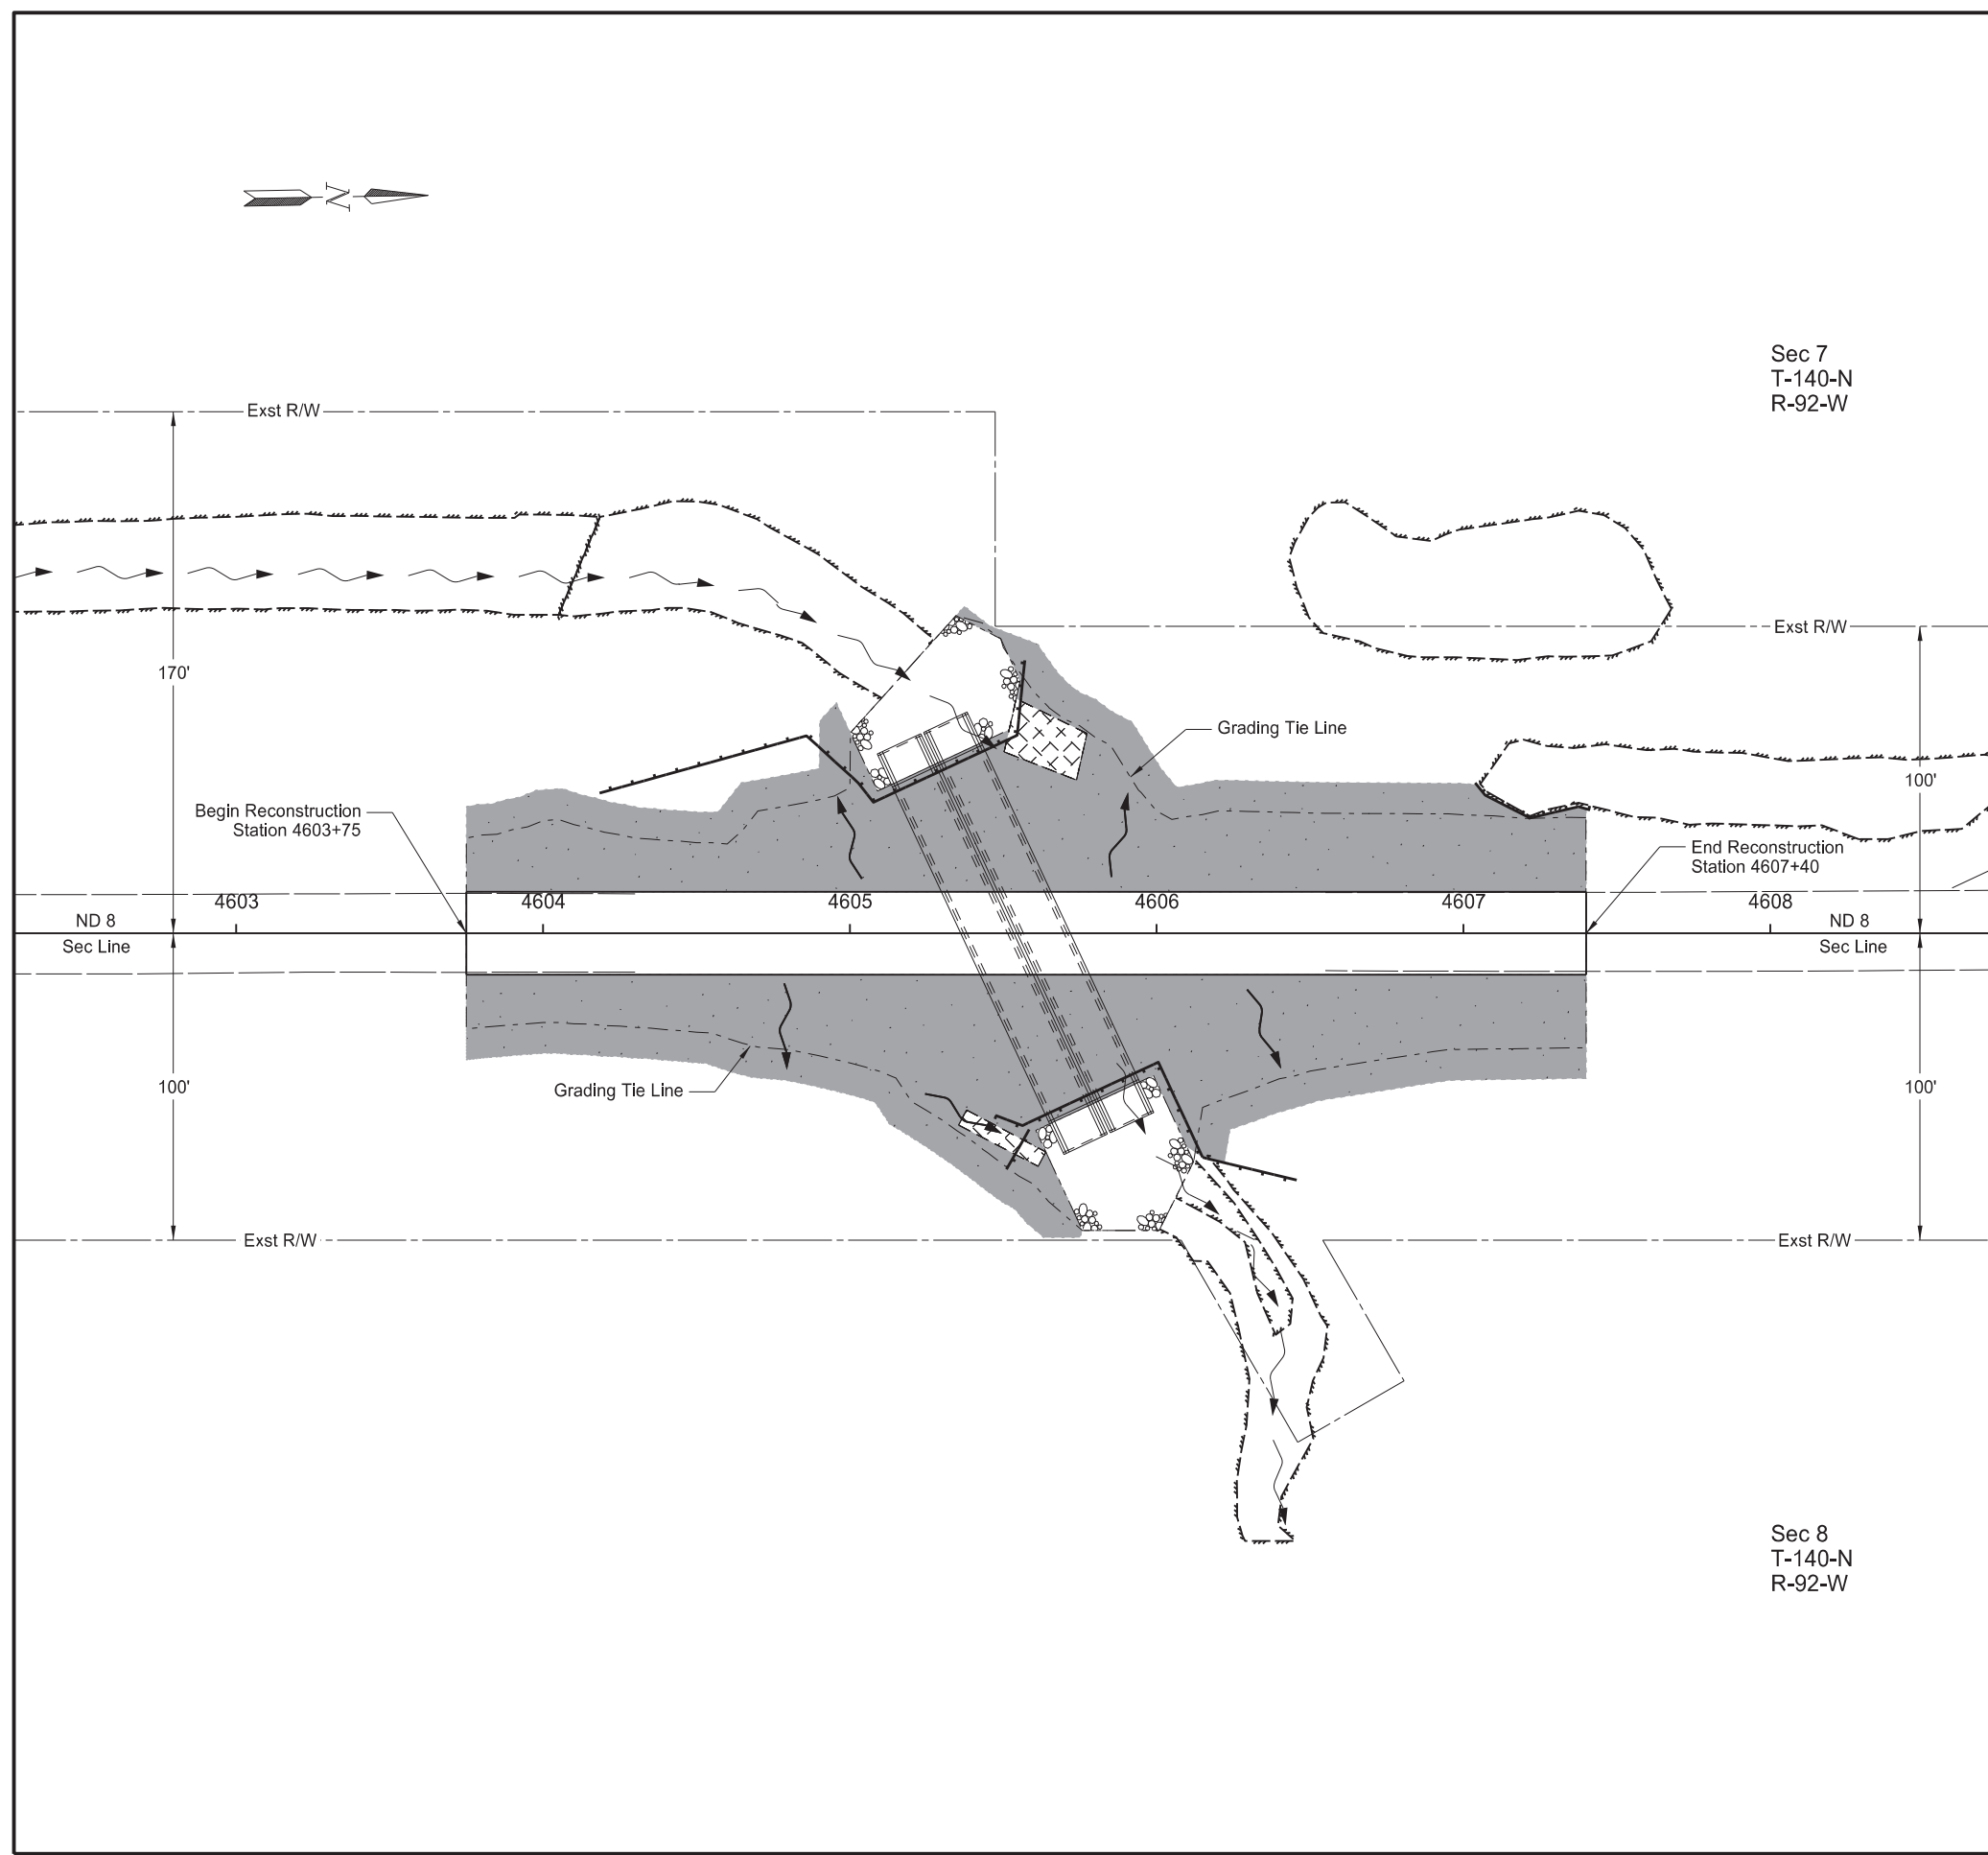 N
Sec 7
T-140-N
R-92-W
Exst R/W
Exst R/W
170'
Grading Tie Line
100'
Begin Reconstruction
Station 4603+75
End Reconstruction
Station 4607+40
4603
4604
4605
4606
4607
4608
ND 8
ND 8
Sec Line
Sec Line
100'
Grading Tie Line
100'
Exst R/W
Exst R/W
Sec 8
T-140-N
R-92-W